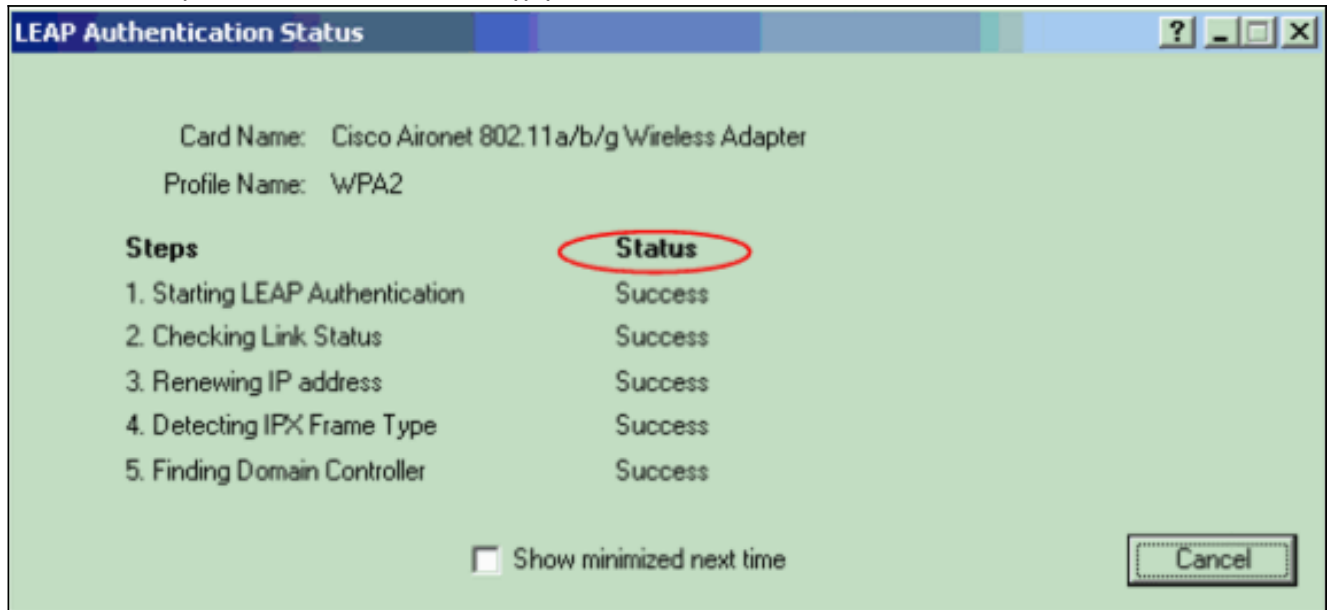 LEAP Authentication Status
Card Name: Cisco Aironet 802.11a/b/g Wireless Adapter
Profile Name: WPA2
Steps Status
1. Starting LEAP Authentication Success
2. Checking Link Status Success
3. Renewing IP address Success
4. Detecting IPX Frame Type Success
5. Finding Domain Controller Success
Show minimized next time
Cancel